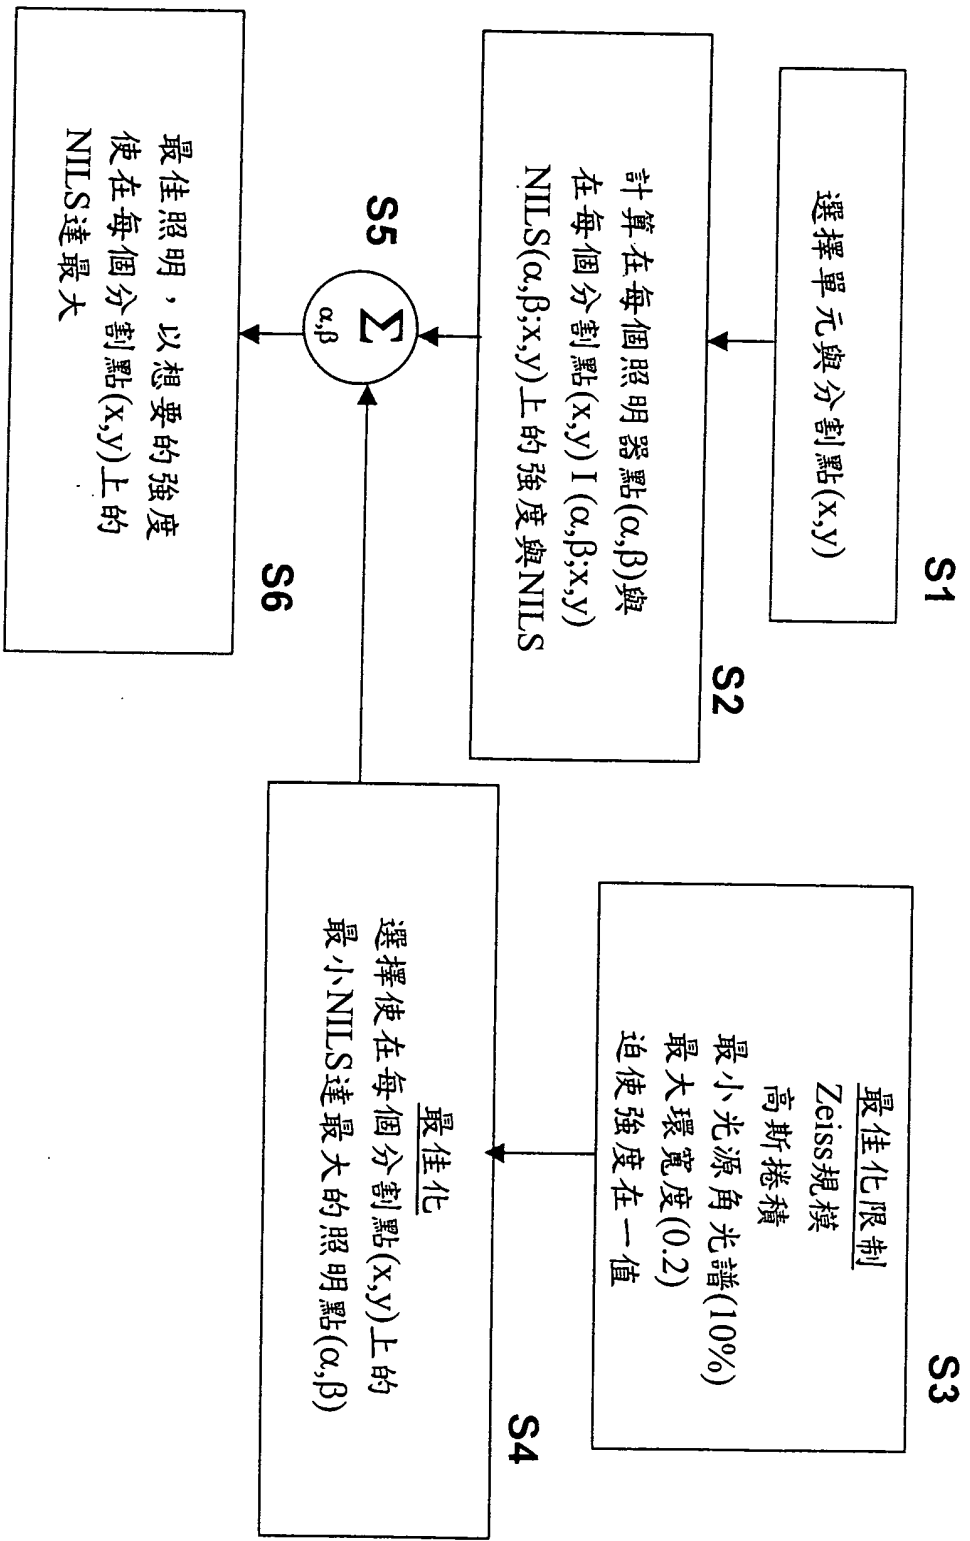 S1
選擇單元與分割點(x,y)
S2
計算在每個照明器點(α,β)與
在每個分割點(x,y) I (α,β;x,y)
NILS(α,β;x,y)上的強度與NILS
S3
最佳化限制
Zeiss規模
高斯捲積
最小光源角光譜(10%)
最大環寬度(0.2)
迫使強度在一值
S4
最佳化
選擇使在每個分割點(x,y)上的
最小NILS達最大的照明點(α,β)
S5
Σ
α,β
S6
最佳照明，以想要的強度
使在每個分割點(x,y)上的
NILS達最大